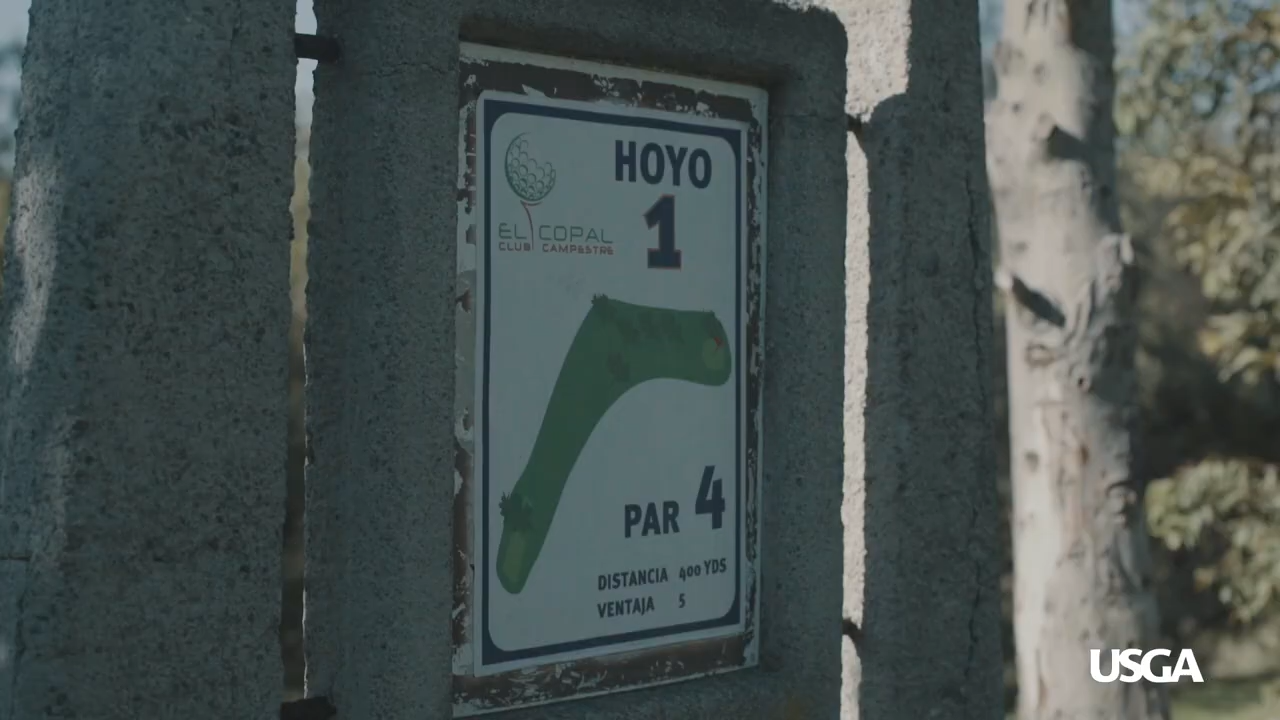 HOYO
1
EL COPAL
CLUB CAMPESTRE
PAR 4
DISTANCIA 400 YDS
VENTAJA 5
USGA